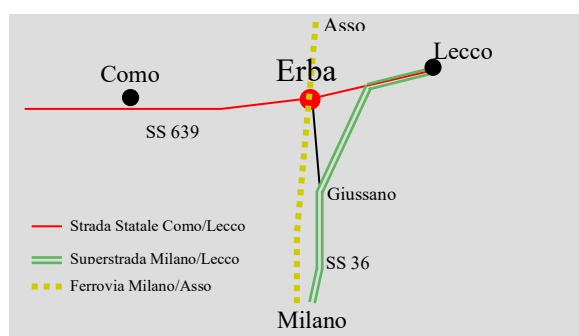 Asso
Lecco
Erba
Como
SS 639
Giussano
Strada Statale Como/Lecco
Superstrada Milano/Lecco
SS 36
Ferrovia Milano/Asso
Milano